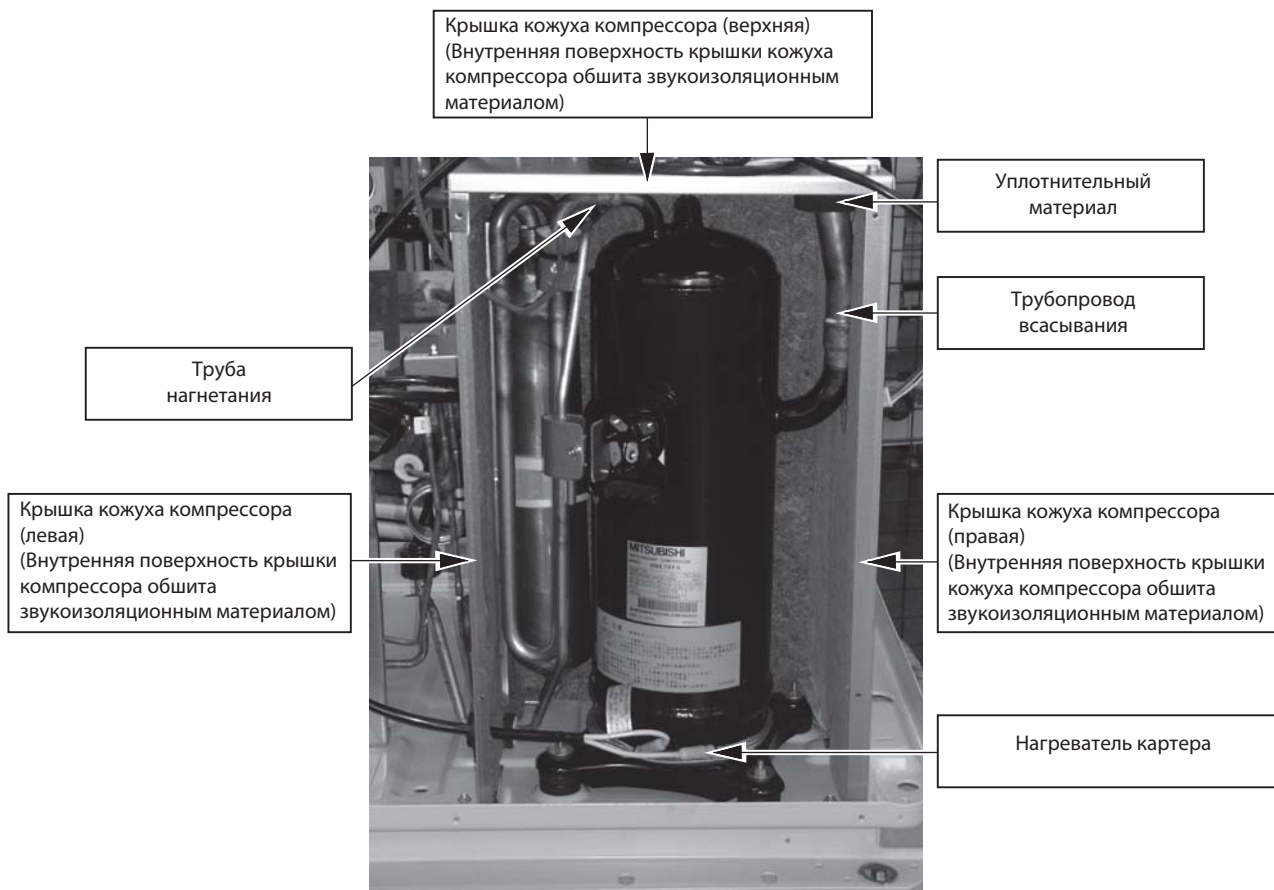 Крышка кожуха компрессора (верхняя)
(Внутренняя поверхность крышки кожуха
компрессора обшита звукоизоляционным
материалом)
Уплотнительный
материал
Трубопровод
всасывания
Труба
нагнетания
Крышка кожуха компрессора
(левая)
(Внутренняя поверхность крышки
компрессора обшита
звукоизоляционным материалом)
Крышка кожуха компрессора
(правая)
(Внутренняя поверхность крышки
кожуха компрессора обшита
звукоизоляционным материалом)
Нагреватель картера
MITSUBISHI